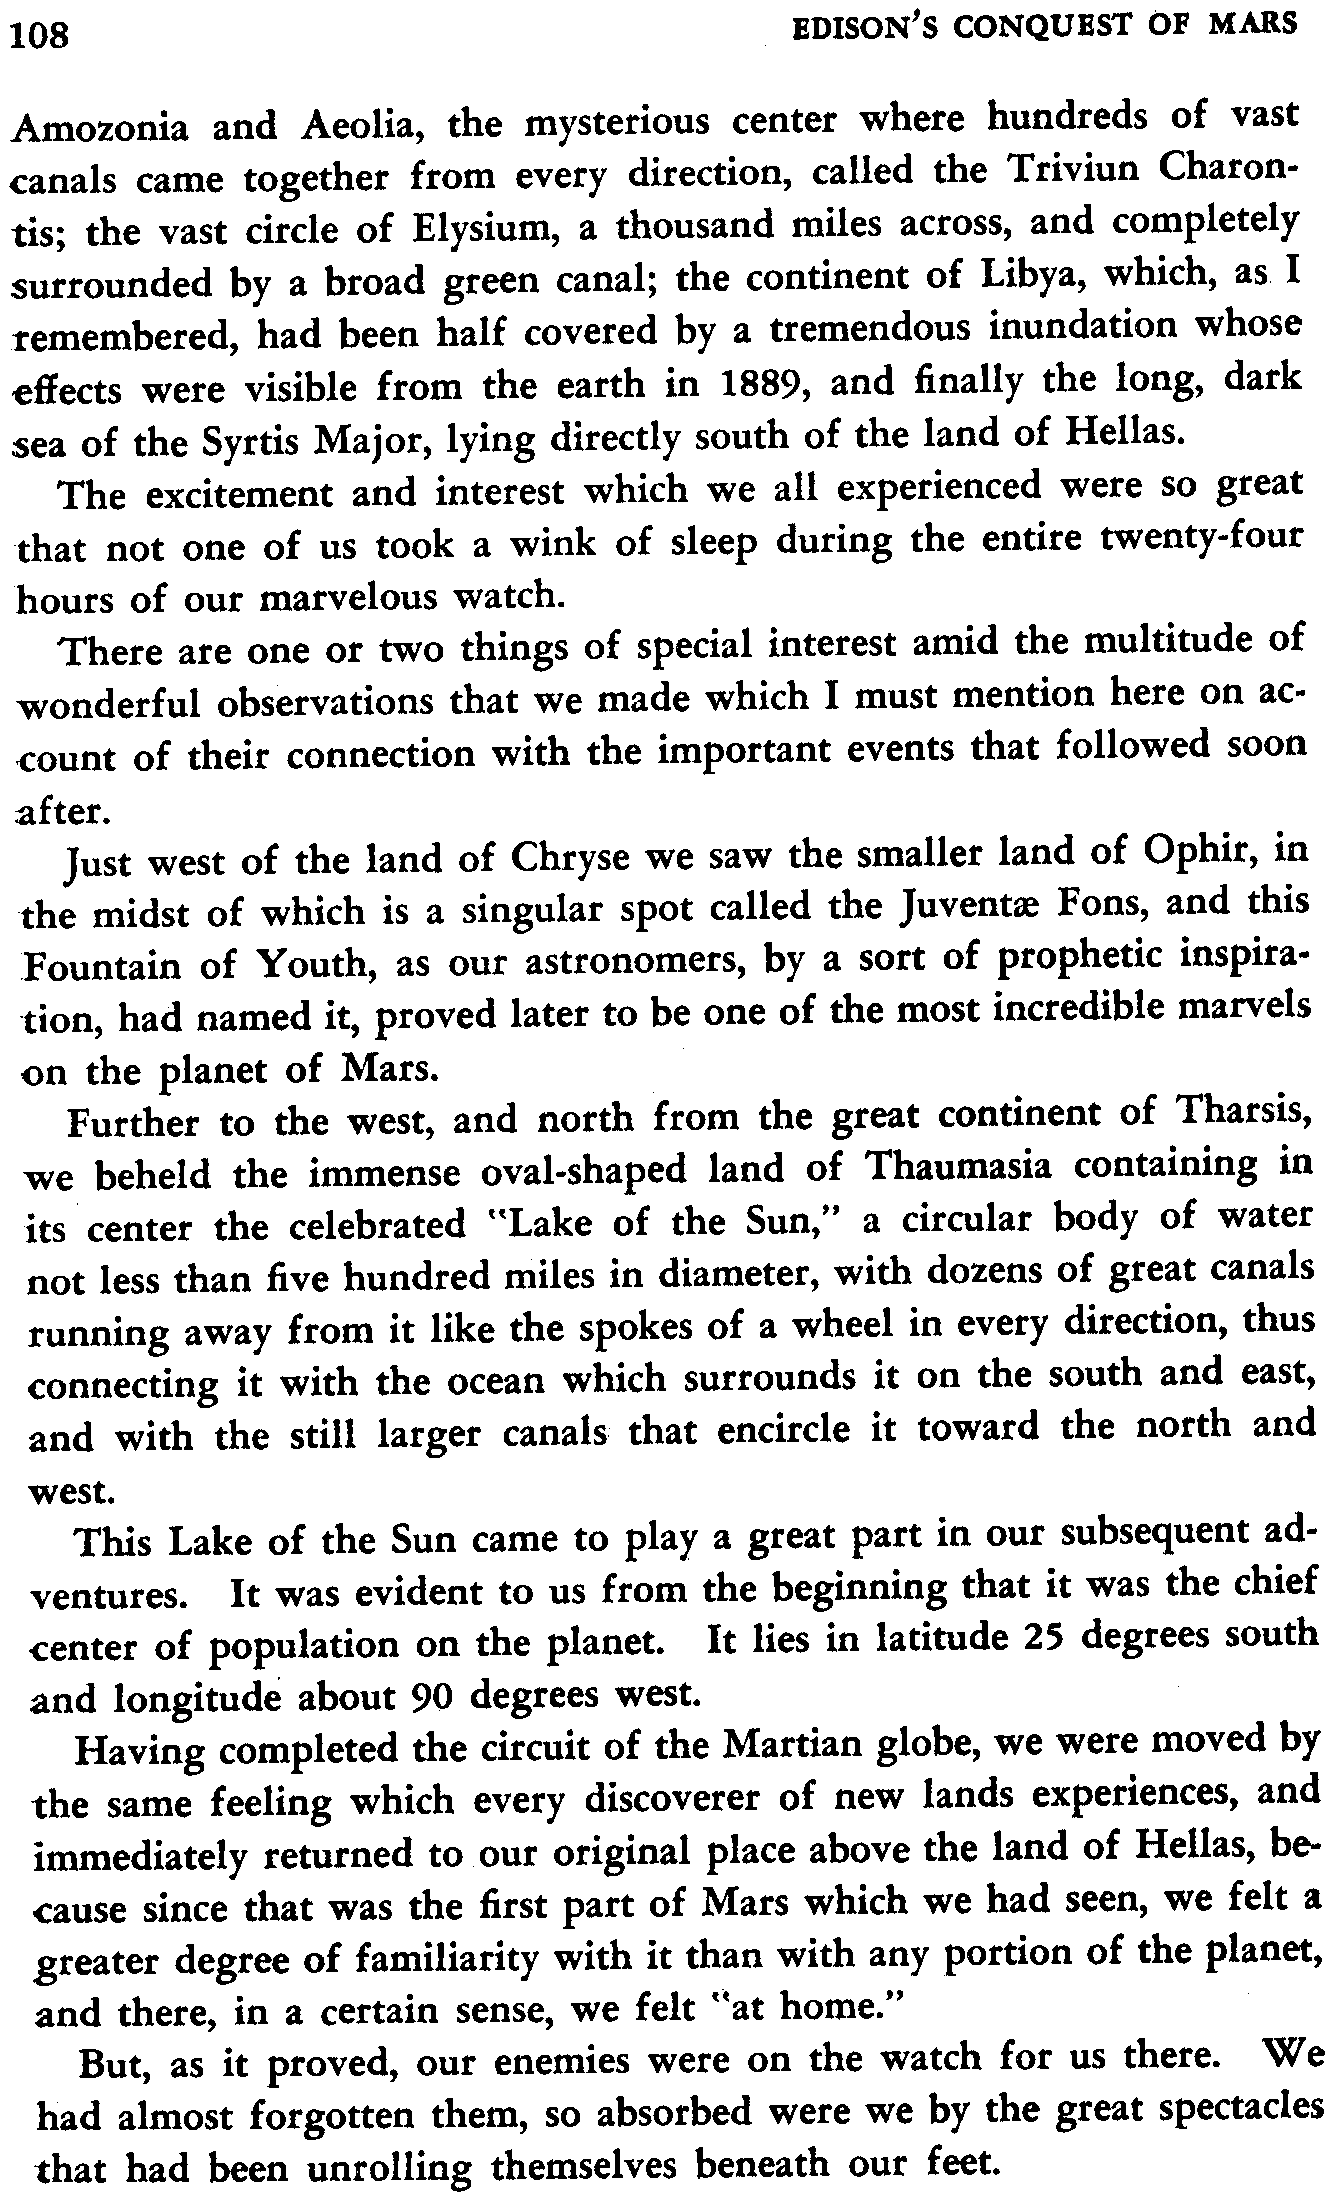 108 EDISON'S CONQUEST OF MARS
Amozonia and Aeolia, the mysterious center where hundreds of vast
canals came together from every direction, called the Triviun Charon-
tis; the vast circle of Elysium, a thousand miles across, and completely
surrounded by a broad green canal; the continent of Libya, which, as I
remembered, had been half covered by a tremendous inundation whose
effects were visible from the earth in 1889, and finally the long, dark
sea of the Syrtis Major, lying directly south of the land of Hellas.
The excitement and interest which we all experienced were so great
that not one of us took a wink of sleep during the entire twenty-four
hours of our marvelous watch.
There are one or two things of special interest amid the multitude of
wonderful observations that we made which I must mention here on ac-
count of their connection with the important events that followed soon
after.
Just west of the land of Chryse we saw the smaller land of Ophir, in
the midst of which is a singular spot called the Juventæ Fons, and this
Fountain of Youth, as our astronomers, by a sort of prophetic inspira-
tion, had named it, proved later to be one of the most incredible marvels
on the planet of Mars.
Further to the west, and north from the great continent of Tharsis,
we beheld the immense oval-shaped land of Thaumasia containing in
its center the celebrated "Lake of the Sun," a circular body of water
not less than five hundred miles in diameter, with dozens of great canals
running away from it like the spokes of a wheel in every direction, thus
connecting it with the ocean which surrounds it on the south and east,
and with the still larger canals that encircle it toward the north and
west.
This Lake of the Sun came to play a great part in our subsequent ad-
ventures. It was evident to us from the beginning that it was the chief
center of population on the planet. It lies in latitude 25 degrees south
and longitude about 90 degrees west.
Having completed the circuit of the Martian globe, we were moved by
the same feeling which every discoverer of new lands experiences, and
immediately returned to our original place above the land of Hellas, be-
cause since that was the first part of Mars which we had seen, we felt a
greater degree of familiarity with it than with any portion of the planet,
and there, in a certain sense, we felt "at home."
But, as it proved, our enemies were on the watch for us there. We
had almost forgotten them, so absorbed were we by the great spectacles
that had been unrolling themselves beneath our feet.